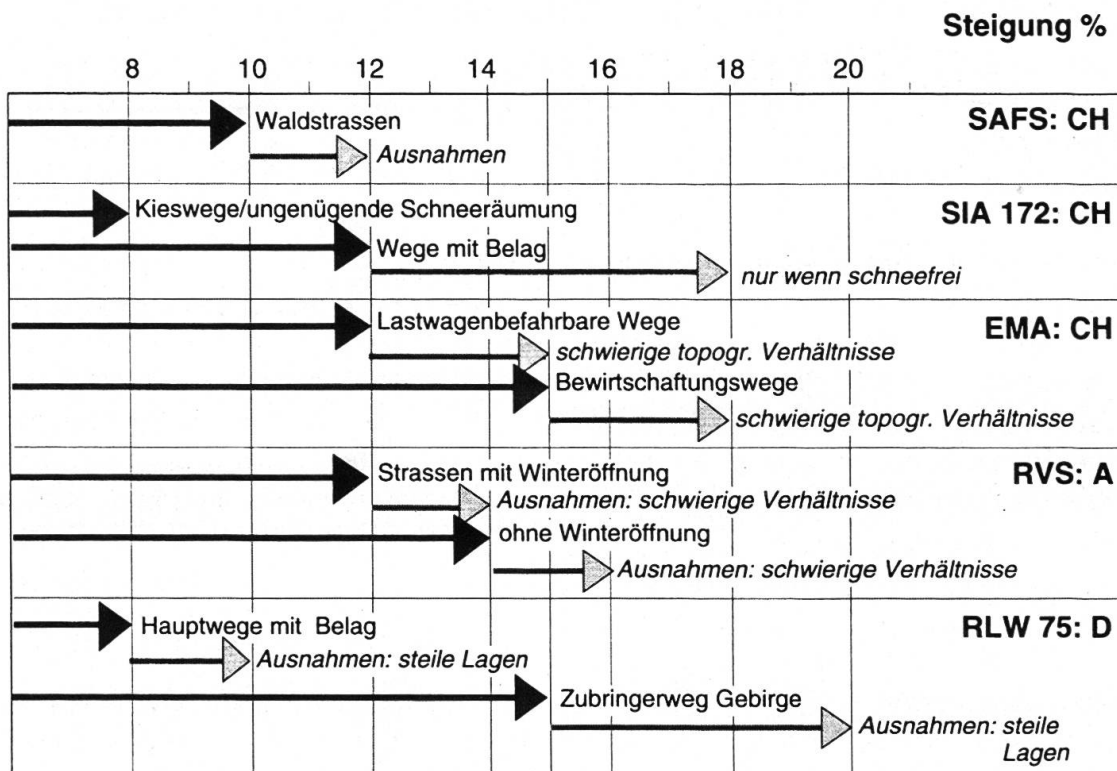 Steigung %
8 10 12 14 16 18 20
Waldstrassen
SAFS: CH
Ausnahmen
Kieswege/ungenügende Schneeräumung
SIA 172: CH
Wege mit Belag
nur wenn schneefrei
Lastwagenbefahrbare Wege
EMA: CH
schwierige topogr. Verhältnisse
Bewirtschaftungswege
schwierige topogr. Verhältnisse
Strassen mit Winteröffnung
RVS: A
Ausnahmen: schwierige Verhältnisse
ohne Winteröffnung
Ausnahmen: schwierige Verhältnisse
Hauptwege mit Belag
RLW 75: D
Ausnahmen: steile Lagen
Zubringerweg Gebirge
Ausnahmen: steile
Lagen